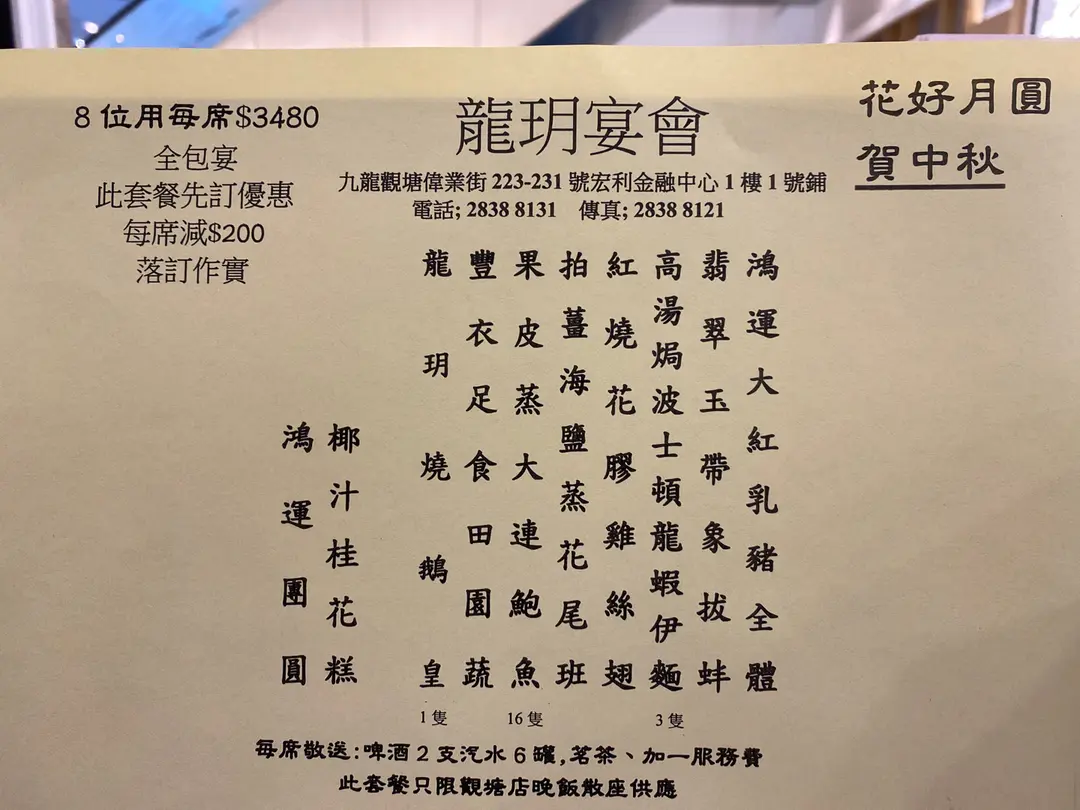 8 位用每席$3480
全包宴
此套餐先訂優惠
每席減$200
落訂作實
龍玥宴會
九龍觀塘偉業街 223-231 號宏利金融中心 1 樓 1 號鋪
電話; 2838 8131 傳真; 2838 8121
花好月圓
賀中秋
鴻運大紅乳豬全體
翡翠玉帶象拔蚌
高湯焗波士頓龍蝦伊麵
3 隻
紅燒花膠雞絲翅
拍薑海鹽蒸花尾班
果皮蒸大連鮑魚
16 隻
豐衣足食田園蔬
龍玥燒鵝皇
1 隻
椰汁桂花糕
鴻運團圓
每席敬送:啤酒 2 支汽水 6 罐,茗茶、加一服務費
此套餐只限觀塘店晚飯散座供應